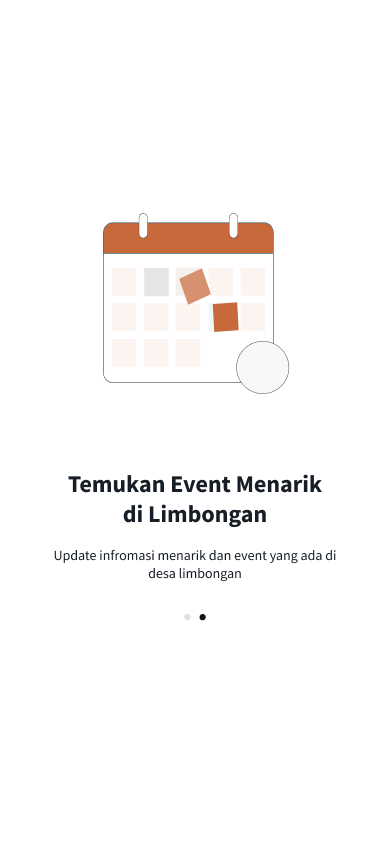 Temukan Event Menarik
di Limbongan
Update infromasi menarik dan event yang ada di
desa limbongan